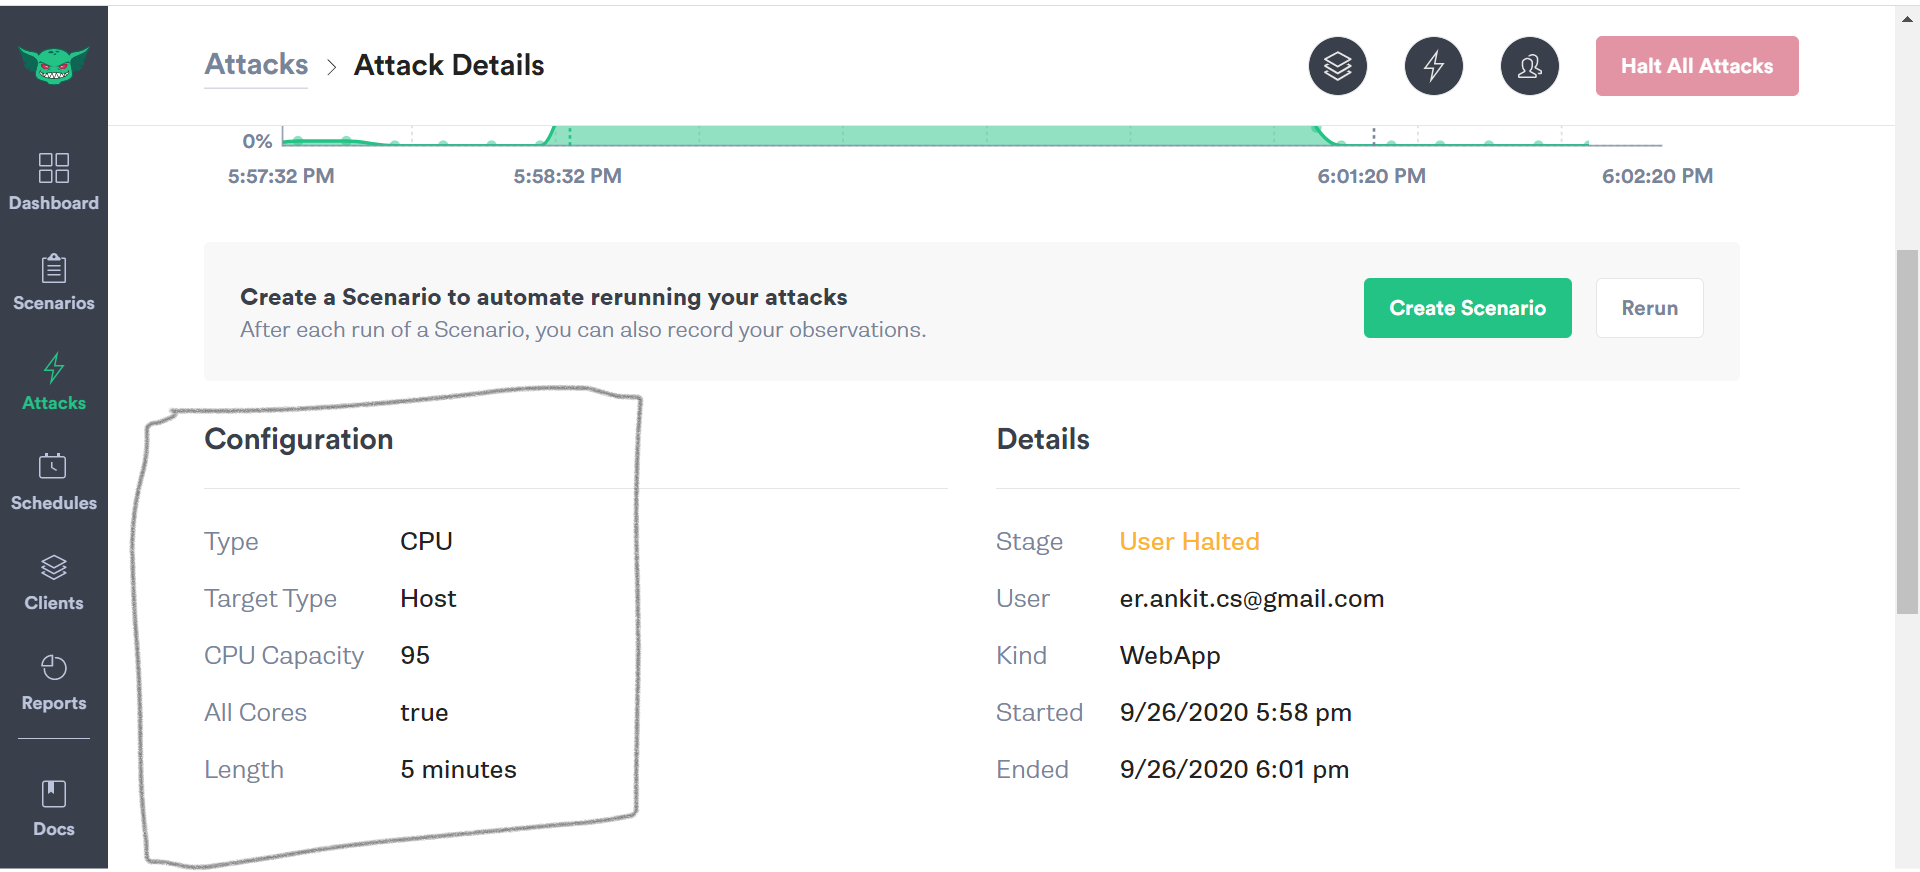 Attacks > Attack Details
Halt All Attacks
0%
5:57:32 PM 5:58:32 PM 6:01:20 PM 6:02:20 PM
Dashboard
Scenarios
Attacks
Schedules
Clients
Reports
Docs
Create a Scenario to automate rerunning your attacks
After each run of a Scenario, you can also record your observations.
Create Scenario
Rerun
Configuration
Type CPU
Target Type Host
CPU Capacity 95
All Cores true
Length 5 minutes
Details
Stage User Halted
User er.ankit.cs@gmail.com
Kind WebApp
Started 9/26/2020 5:58 pm
Ended 9/26/2020 6:01 pm